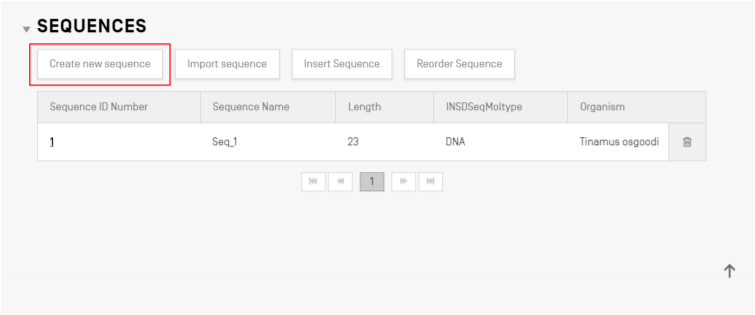 SEQUENCES
Create new sequence Import sequence Insert Sequence Reorder Sequence
Sequence ID Number Sequence Name Length INSDSeqMoltype Organism
1 Seq_1 23 DNA Tinamus osgoodi
1